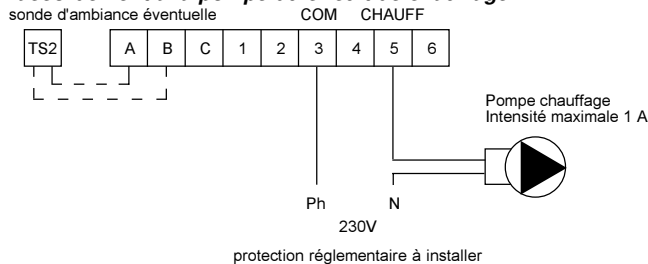 sonde d'ambiance éventuelle
COM CHAUFF
TS2 A B C 1 2 3 4 5 6
Pompe chauffage
Intensité maximale 1 A
Ph N
230V
protection réglementaire à installer